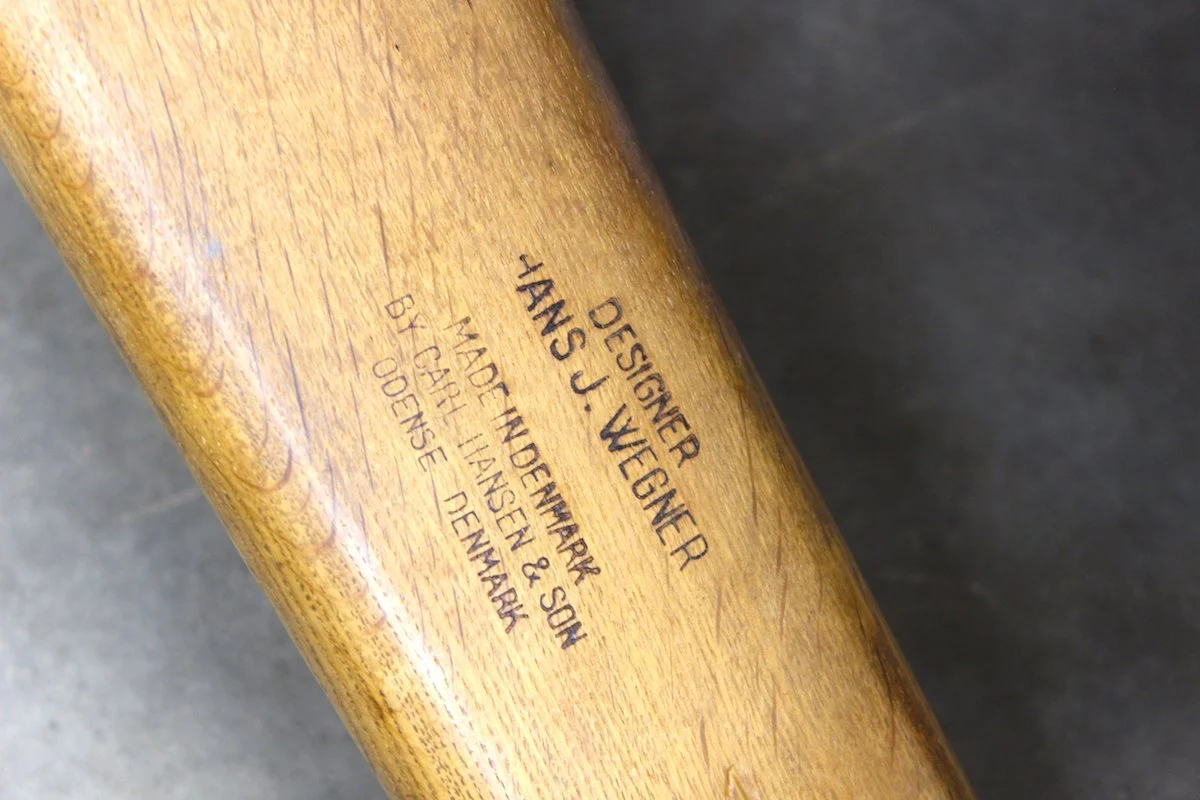 DESIGNER
HANS J. WEGNER
MADE IN DENMARK
BY CARL HANSEN & SON
ODENSE DENMARK